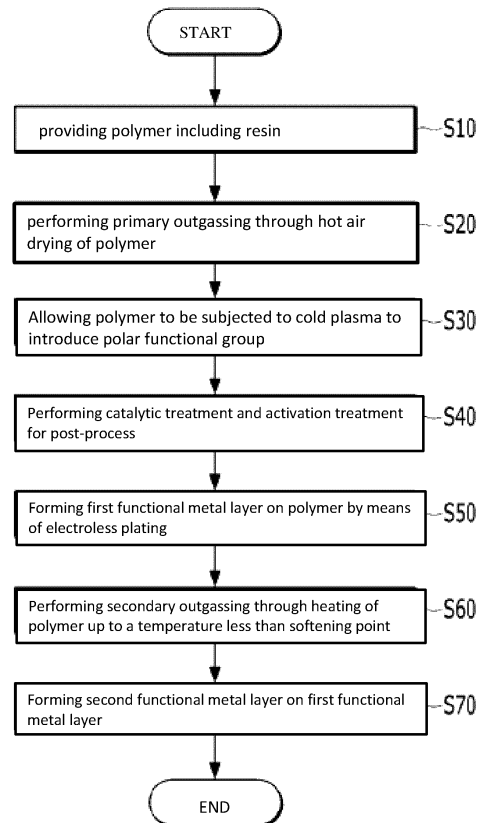 START
providing polymer including resin
S10
performing primary outgassing through hot air
drying of polymer
S20
Allowing polymer to be subjected to cold plasma to
introduce polar functional group
S30
Performing catalytic treatment and activation treatment
for post-process
S40
Forming first functional metal layer on polymer by means
of electroless plating
S50
Performing secondary outgassing through heating of
polymer up to a temperature less than softening point
S60
Forming second functional metal layer on first functional
metal layer
S70
END